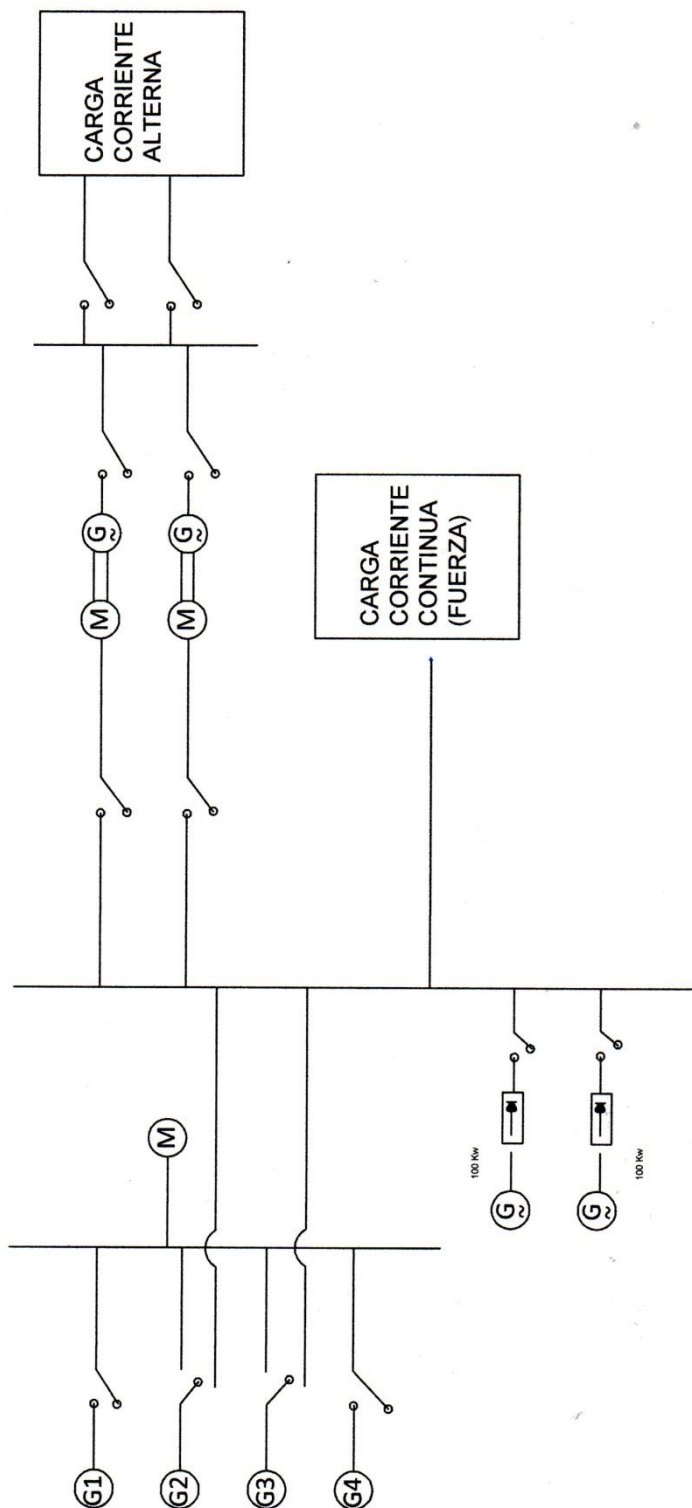 CARGA
CORRIENTE
ALTERNA
G
~
M
G
~
M
CARGA
CORRIENTE
CONTINUA
(FUERZA)
M
100 Kw
G
~
100 Kw
G
~
G1
G2
G3
G4